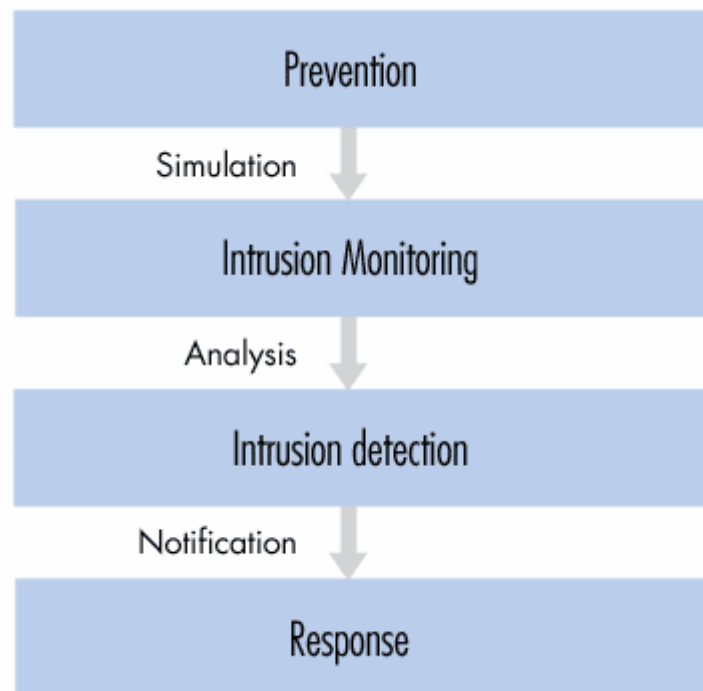 Prevention
Simulation
Intrusion Monitoring
Analysis
Intrusion detection
Notification
Response